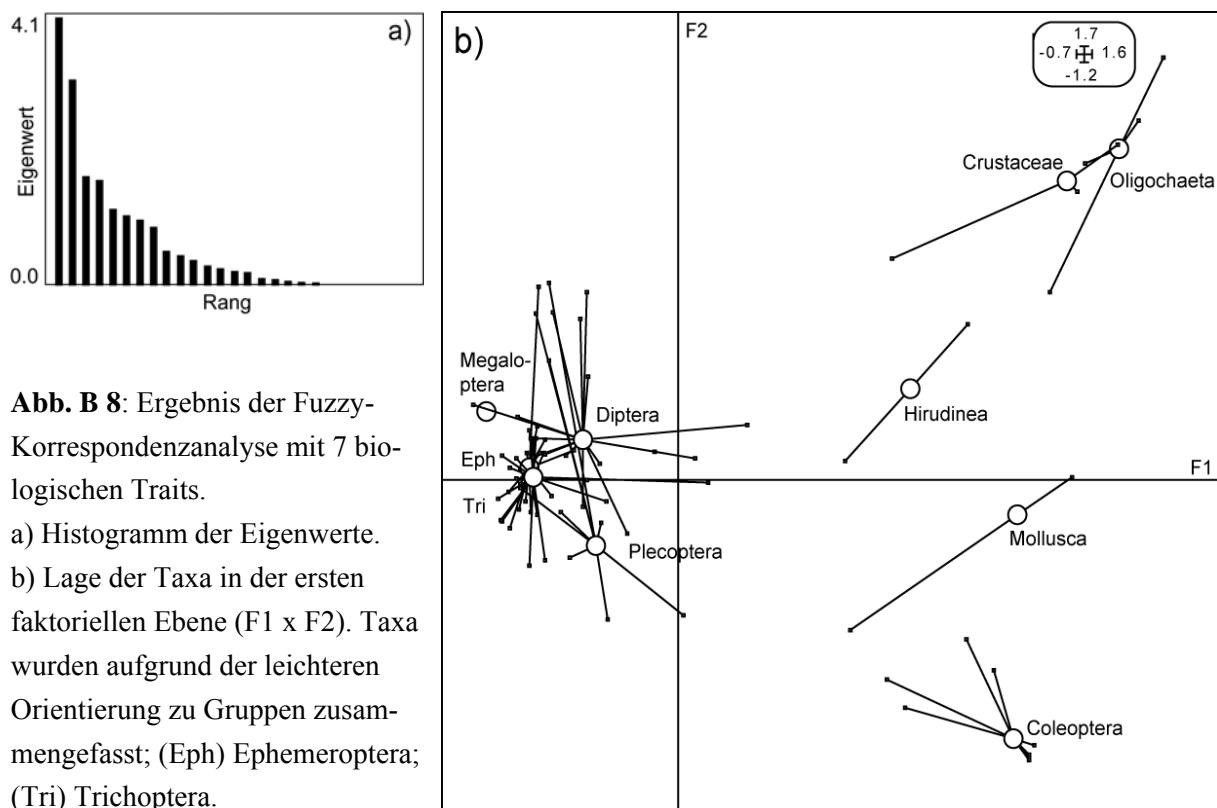 4.1
a)
Eigenwert
0.0
Rang
b)
F2
1.7
-0.7 1.6
-1.2
Crustaceae
Oligochaeta
Megalo-
ptera
Diptera
Hirudinea
Eph
F1
Tri
Mollusca
Plecoptera
Coleoptera
Abb. B 8: Ergebnis der Fuzzy-
Korrespondenzanalyse mit 7 bio-
logischen Traits.
a) Histogramm der Eigenwerte.
b) Lage der Taxa in der ersten
faktoriellen Ebene (F1 x F2). Taxa
wurden aufgrund der leichteren
Orientierung zu Gruppen zusam-
mengefasst; (Eph) Ephemeroptera;
(Tri) Trichoptera.